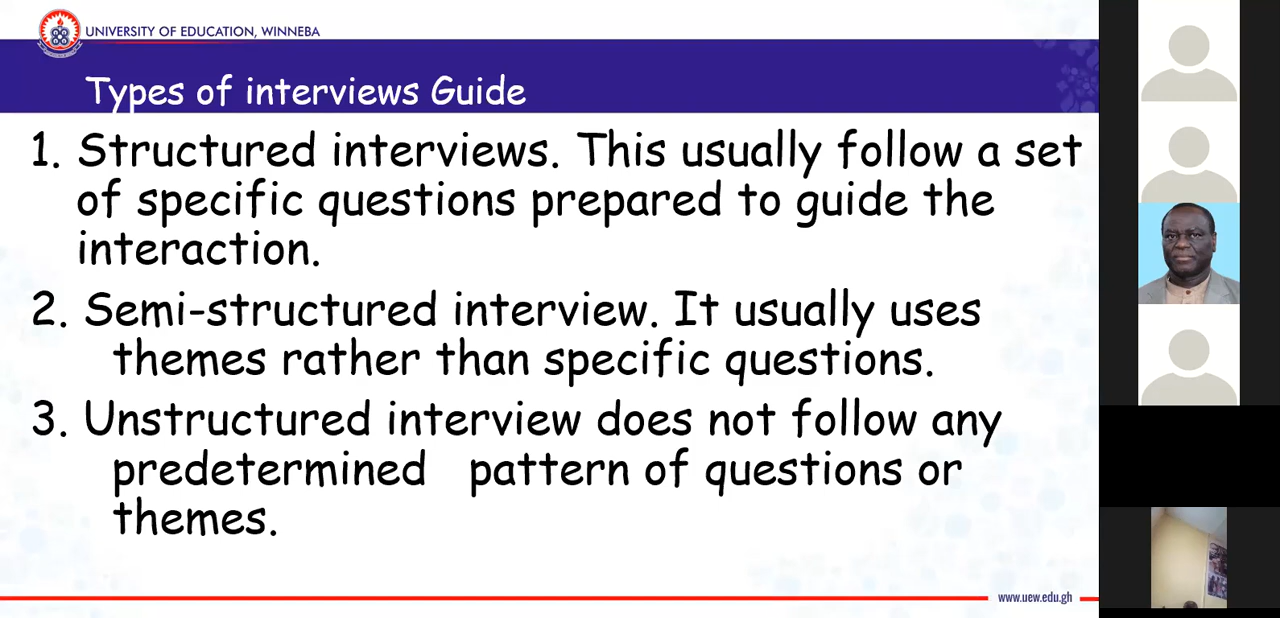 UNIVERSITY OF EDUCATION, WINNEBA
Types of interviews Guide
1. Structured interviews. This usually follow a set
of specific questions prepared to guide the
interaction.
2. Semi-structured interview. It usually uses
themes rather than specific questions.
3. Unstructured interview does not follow any
predetermined pattern of questions or
themes.
www.uew.edu.gh